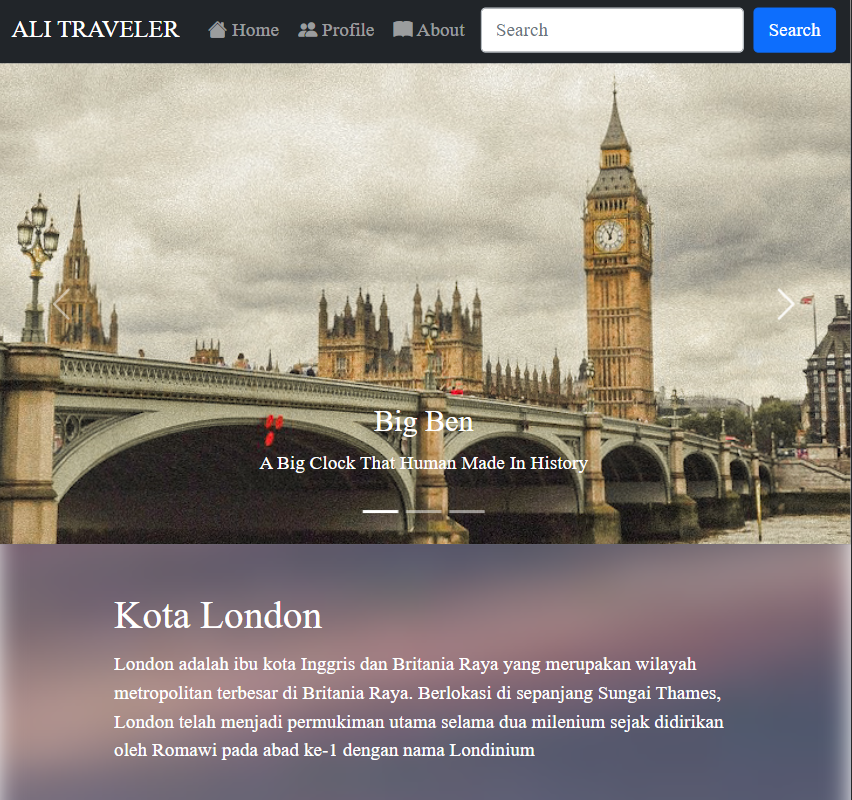 ALI TRAVELER Home Profile About Search Search
Big Ben
A Big Clock That Human Made In History
Kota London
London adalah ibu kota Inggris dan Britania Raya yang merupakan wilayah
metropolitan terbesar di Britania Raya. Berlokasi di sepanjang Sungai Thames,
London telah menjadi permukiman utama selama dua milenium sejak didirikan
oleh Romawi pada abad ke-1 dengan nama Londinium